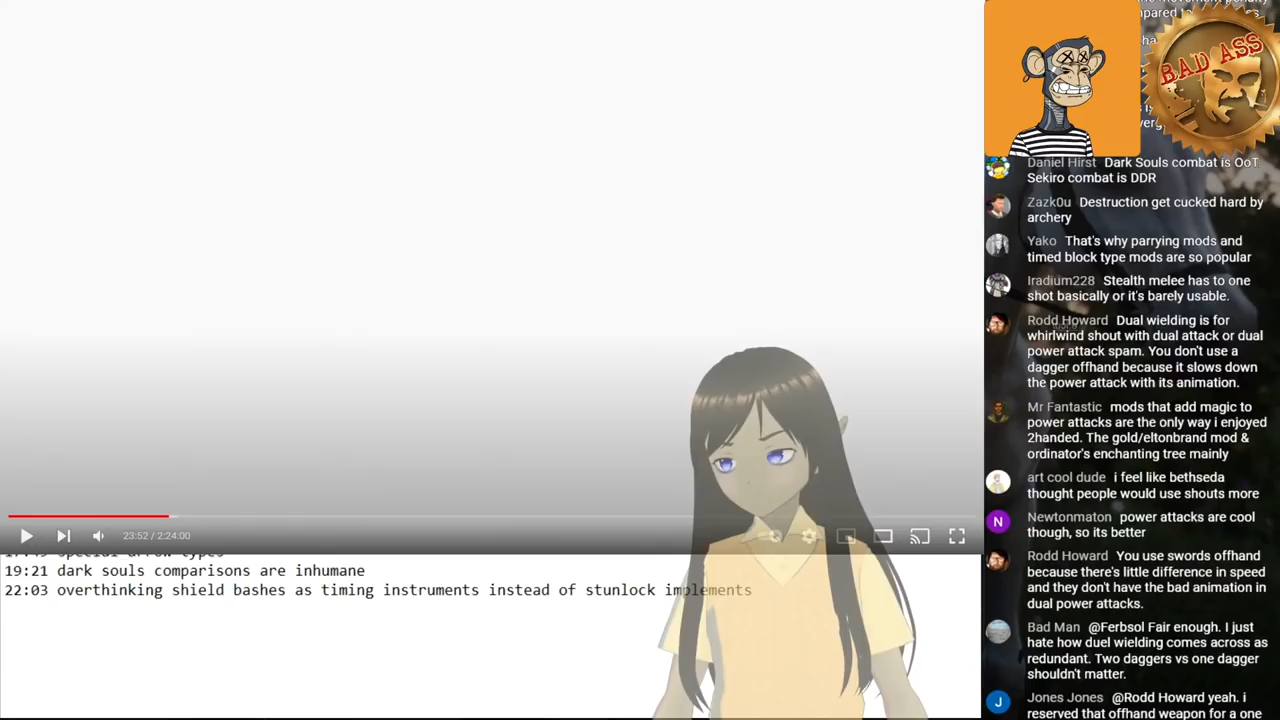 23:52 / 2:24:00
special arrow types
19:21 dark souls comparisons are inhumane
22:03 overthinking shield bashes as timing instruments instead of stunlock implements
BAD ASS
Daniel Hirst Dark Souls combat is OoT.
Sekiro combat is DDR
Zazk0u Destruction get cucked hard by
archery
Yako That's why parrying mods and
timed block type mods are so popular
Iradium228 Stealth melee has to one
shot basically or it's barely usable.
Rodd Howard Dual wielding is for
whirlwind shout with dual attack or dual
power attack spam. You don't use a
dagger offhand because it slows down
the power attack with its animation.
Mr Fantastic mods that add magic to
power attacks are the only way i enjoyed
2handed. The gold/eltonbrand mod &
ordinator's enchanting tree mainly
art cool dude i feel like bethseda
thought people would use shouts more
N
Newtonmaton power attacks are cool
though, so its better
Rodd Howard You use swords offhand
because there's little difference in speed
and they don't have the bad animation in
dual power attacks.
Bad Man @Ferbsol Fair enough. I just
hate how duel wielding comes across as
redundant. Two daggers vs one dagger
shouldn't matter.
J
Jones Jones @Rodd Howard yeah. i
reserved that offhand weapon for a one